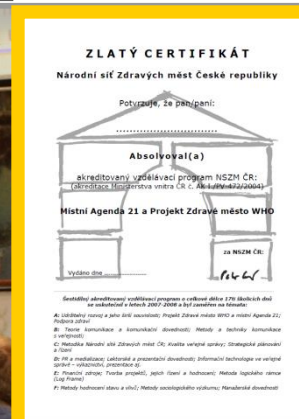 ZLATÝ CERTIFIKÁT
Národní síť Zdravých měst České republiky
Potvrzuje, že pan/paní:
....................................
Absolvoval(a)
akreditovaný vzdělávací program NSZM ČR:
(akreditace Ministerstva vnitra ČR č. AK I./PV-472/2004)
Místní Agenda 21 a Projekt Zdravé město WHO
za NSZM ČR:
Vydáno dne
Šestidílný akreditovaný vzdělávací program o celkové délce 176 školicích dnů
se uskutečnil v letech 2007-2008 a byl zaměřen na témata:
A: Udržitelný rozvoj a jeho širší souvislosti; Projekt Zdravé město WHO a místní Agenda 21;
Podpora zdraví
B: Teorie komunikace a komunikační dovednosti; Metody a techniky komunikace
s veřejností;
C: Metodika Národní sítě Zdravých měst ČR; Kvalita veřejné správy; Strategické plánování
a řízení
D: PR a medializace; Lektorské a prezentační dovednosti; Informační technologie ve veřejné
správě - výkaznictví, prezentace aj.
E: Finanční zdroje; Tvorba projektů, jejich řízení a hodnocení; Metoda logického rámce
(Log Frame)
F: Metody hodnocení stavu a vlivů; Metody sociologického výzkumu; Manažerské dovednosti